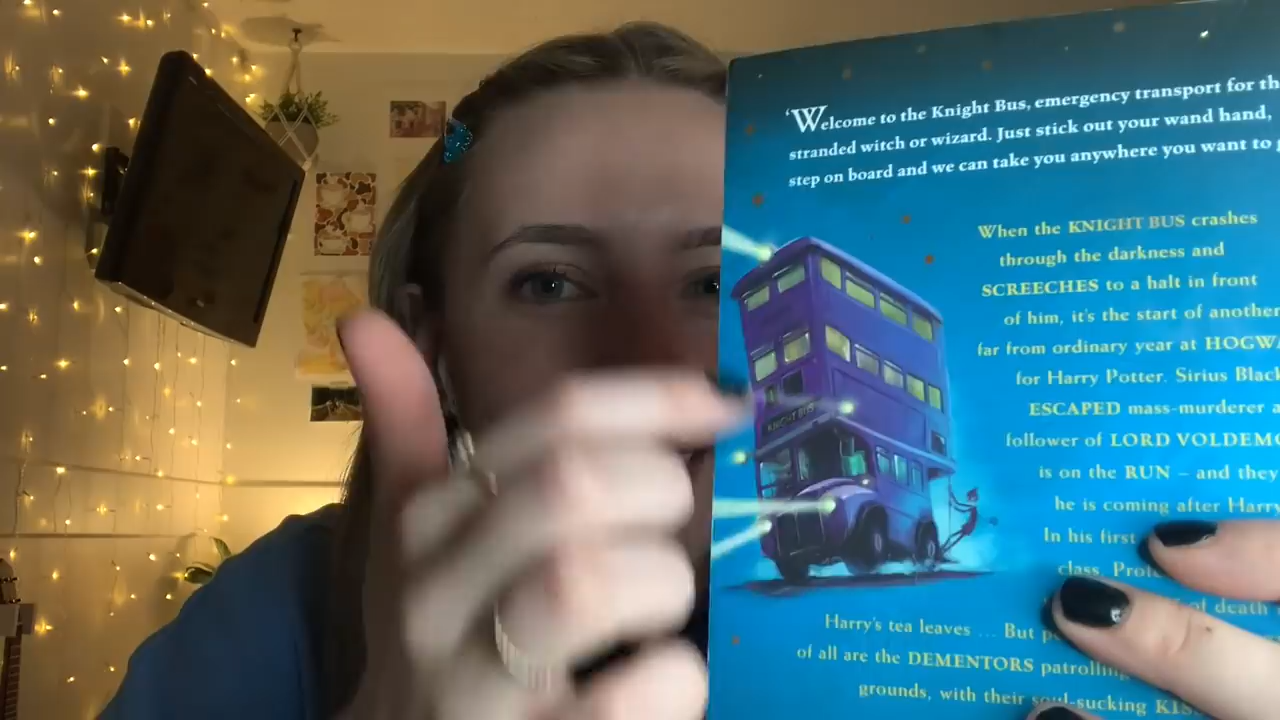 'Welcome to the Knight Bus, emergency transport for
stranded witch or wizard. Just stick out your wand hand,
step on board and we can take you anywhere you want to
When the KNIGHT BUS crashes
through the darkness and
SCREECHES to a halt in front
of him, it's the start of another
far from ordinary year at
for Harry Potter. Sirius
ESCAPED mass-murderer
follower of LORD
is on the RUN – and they
he is coming after Harry
In his first
class,
of death
Harry's tea leaves ... But
of all are the DEMENTORS
grounds, with their soul-sucking
KNIGHT BUS